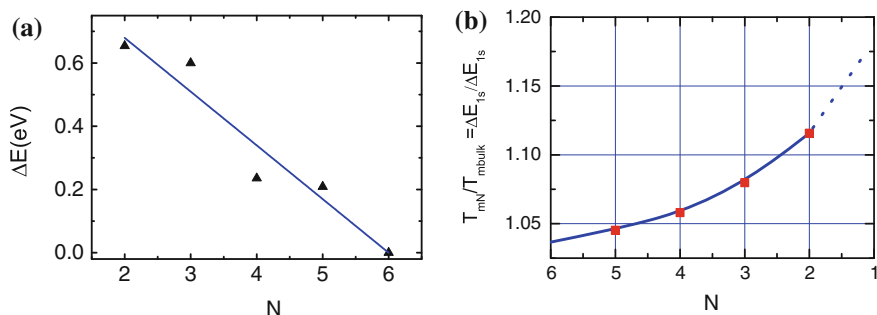 (a)
ΔE(eV)
0.6
0.4
0.2
0.0
2 3 4 5 6
N
(b)
T_mN/T_mbulk =ΔE_1s/ΔE_1s
1.20
1.15
1.10
1.05
6 5 4 3 2 1
N